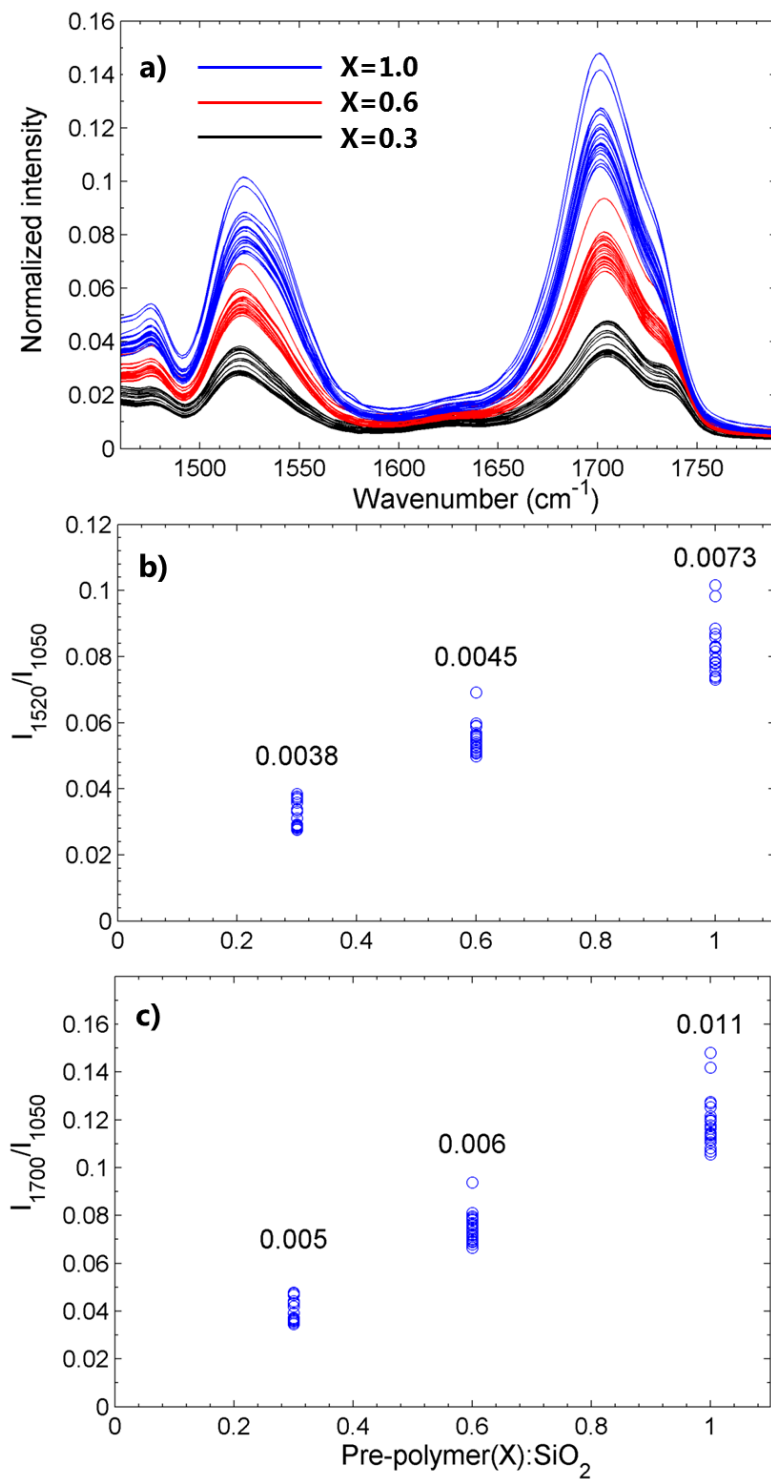 0.16
0.14
0.12
0.1
0.08
0.06
0.04
0.02
0
Normalized intensity
a)
X=1.0
X=0.6
X=0.3
1500 1550 1600 1650 1700 1750
Wavenumber (cm⁻¹)
0.12
0.1
0.08
0.06
0.04
0.02
0
I₁₅₂₀/I₁₀₅₀
b)
0.0038
0.0045
0.0073
0 0.2 0.4 0.6 0.8 1
0.16
0.14
0.12
0.1
0.08
0.06
0.04
0.02
0
I₁₇₀₀/I₁₀₅₀
c)
0.005
0.006
0.011
0 0.2 0.4 0.6 0.8 1
Pre-polymer(X):SiO₂